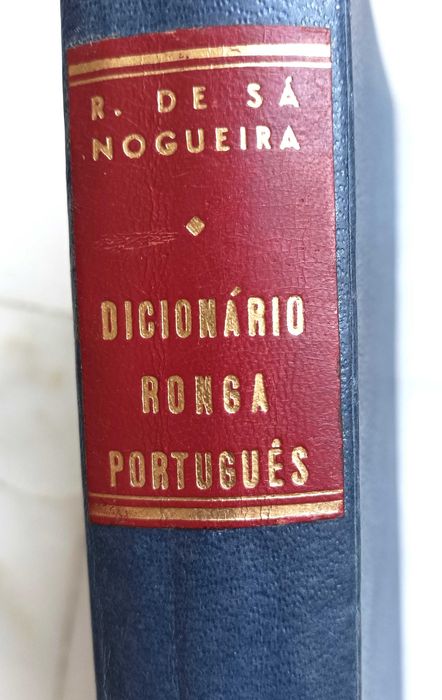 R. DE SÁ
NOGUEIRA
DICIONÁRIO
RONGA
PORTUGUÊS